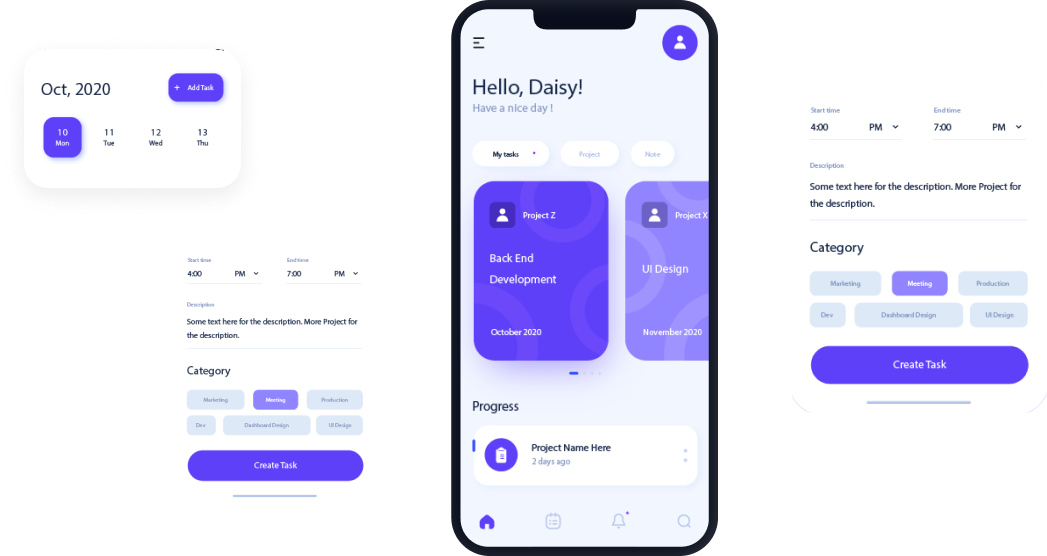 Oct, 2020
+ Add Task
10 11 12 13
Mon Tue Wed Thu
Start time End time
4:00 PM 7:00 PM
Description
Some text here for the description. More Project for
the description.
Category
Marketing Meeting Production
Dev Dashboard Design UI Design
Create Task
Hello, Daisy!
Have a nice day !
My tasks Project Note
Project Z
Back End
Development
October 2020
Project X
UI Design
November 2020
Progress
Project Name Here
2 days ago
Start time End time
4:00 PM 7:00 PM
Description
Some text here for the description. More Project for
the description.
Category
Marketing Meeting Production
Dev Dashboard Design UI Design
Create Task